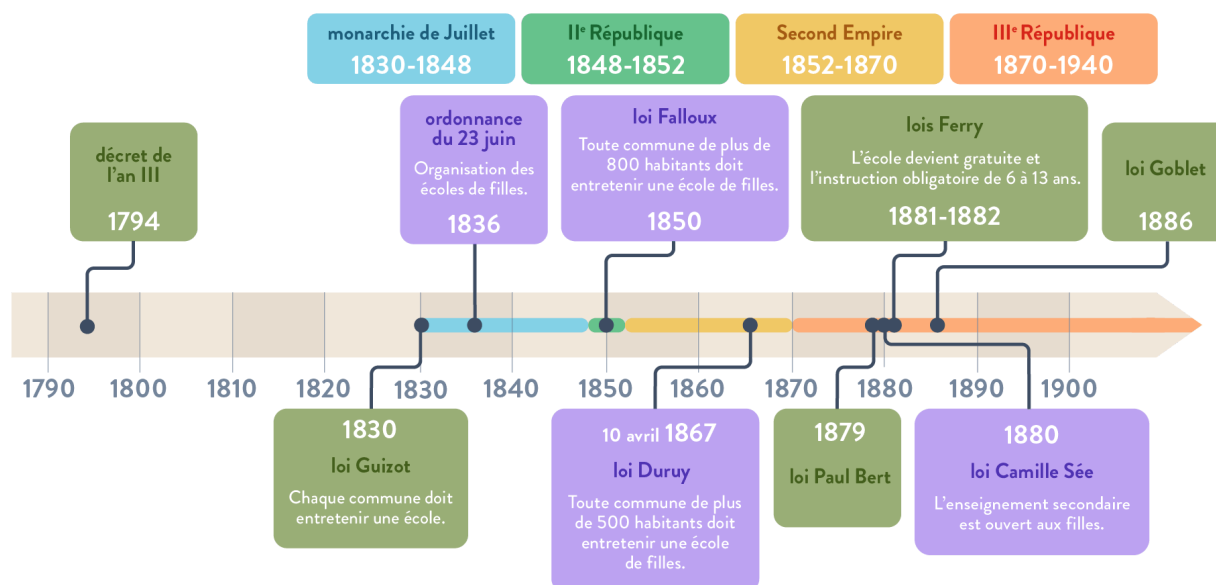 monarchie de Juillet
1830-1848
IIe République
1848-1852
Second Empire
1852-1870
IIIe République
1870-1940
décret de
l'an III
1794
ordonnance
du 23 juin
Organisation des
écoles de filles.
1836
loi Falloux
Toute commune de plus de
800 habitants doit
entretenir une école de filles.
1850
lois Ferry
L'école devient gratuite et
l'instruction obligatoire de 6 à 13 ans.
1881-1882
loi Goblet
1886
1790 1800 1810 1820 1830 1840 1850 1860 1870 1880 1890 1900
1830
loi Guizot
Chaque commune doit
entretenir une école.
10 avril 1867
loi Duruy
Toute commune de plus
de 500 habitants doit
entretenir une école
de filles.
1879
loi Paul Bert
1880
loi Camille Sée
L'enseignement secondaire
est ouvert aux filles.